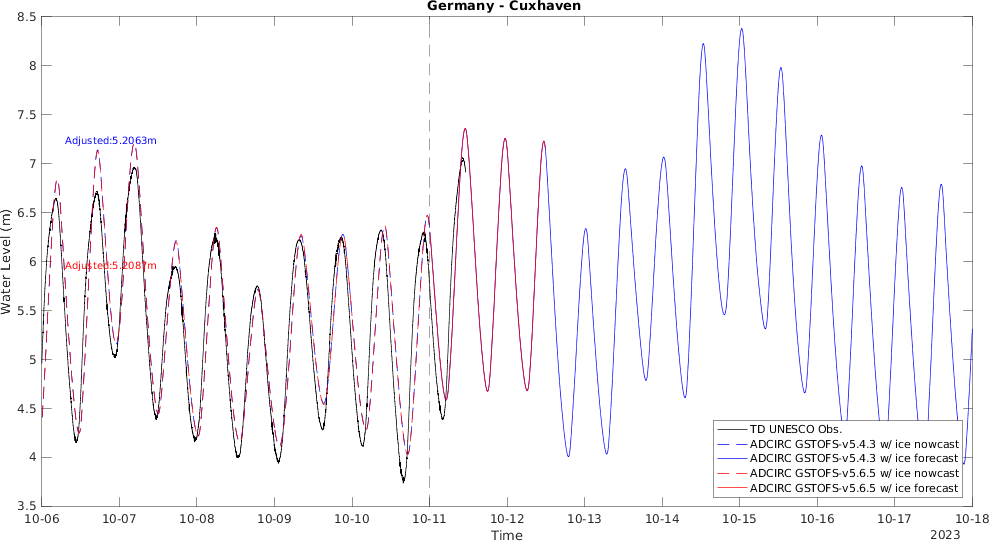 Germany - Cuxhaven
8.5
8
7.5
7
6.5
6
5.5
5
4.5
4
3.5
Water Level (m)
Adjusted:5.2063m
Adjusted:5.2087m
TD UNESCO Obs.
ADCIRC GSTOFS-v5.4.3 w/ ice nowcast
ADCIRC GSTOFS-v5.4.3 w/ ice forecast
ADCIRC GSTOFS-v5.6.5 w/ ice nowcast
ADCIRC GSTOFS-v5.6.5 w/ ice forecast
10-06 10-07 10-08 10-09 10-10 10-11 10-12 10-13 10-14 10-15 10-16 10-17 10-18
Time
2023